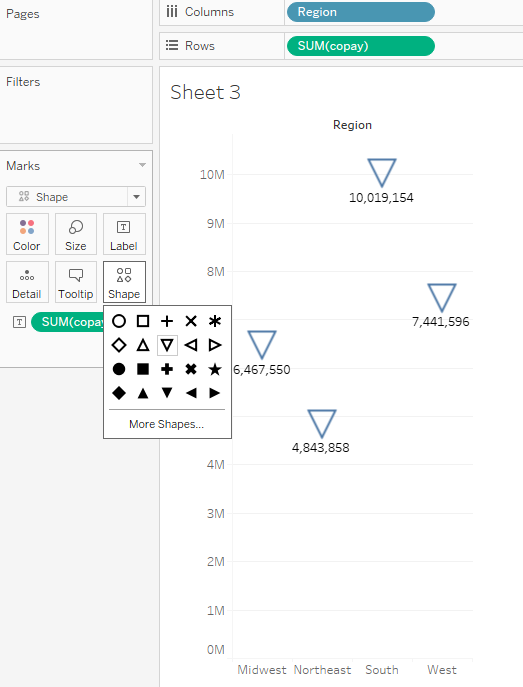 Pages
Columns
Region
Rows
SUM(copay)
Filters
Sheet 3
Region
Marks
Shape
Color
Size
Label
Detail
Tooltip
Shape
T
SUM(copay
More Shapes...
10M
9M
8M
4M
3M
2M
1M
0M
10,019,154
7,441,596
6,467,550
4,843,858
Midwest Northeast South West